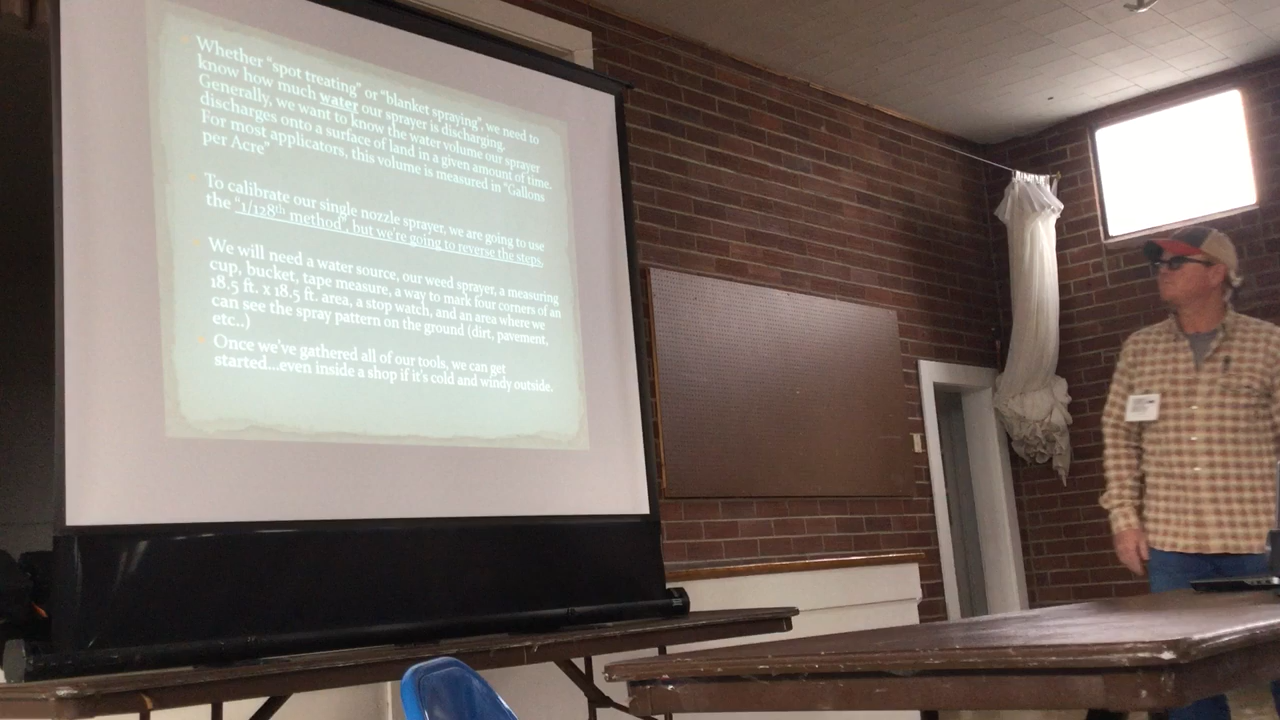 Whether "spot treating" or "blanket spraying", we need to
know how much water our sprayer is discharging.
Generally, we want to know the water volume our sprayer
discharges onto a surface of land in a given amount of time.
For most applicators, this volume is measured in "Gallons
per Acre"
To calibrate our single nozzle sprayer, we are going to use
the "1/128th method", but we're going to reverse the steps.
We will need a water source, our weed sprayer, a measuring
cup, bucket, tape measure, a way to mark four corners of an
18.5 ft. x 18.5 ft. area, a stop watch, and an area where we
can see the spray pattern on the ground (dirt, pavement,
etc..)
Once we've gathered all of our tools, we can get
started...even inside a shop if it's cold and windy outside.